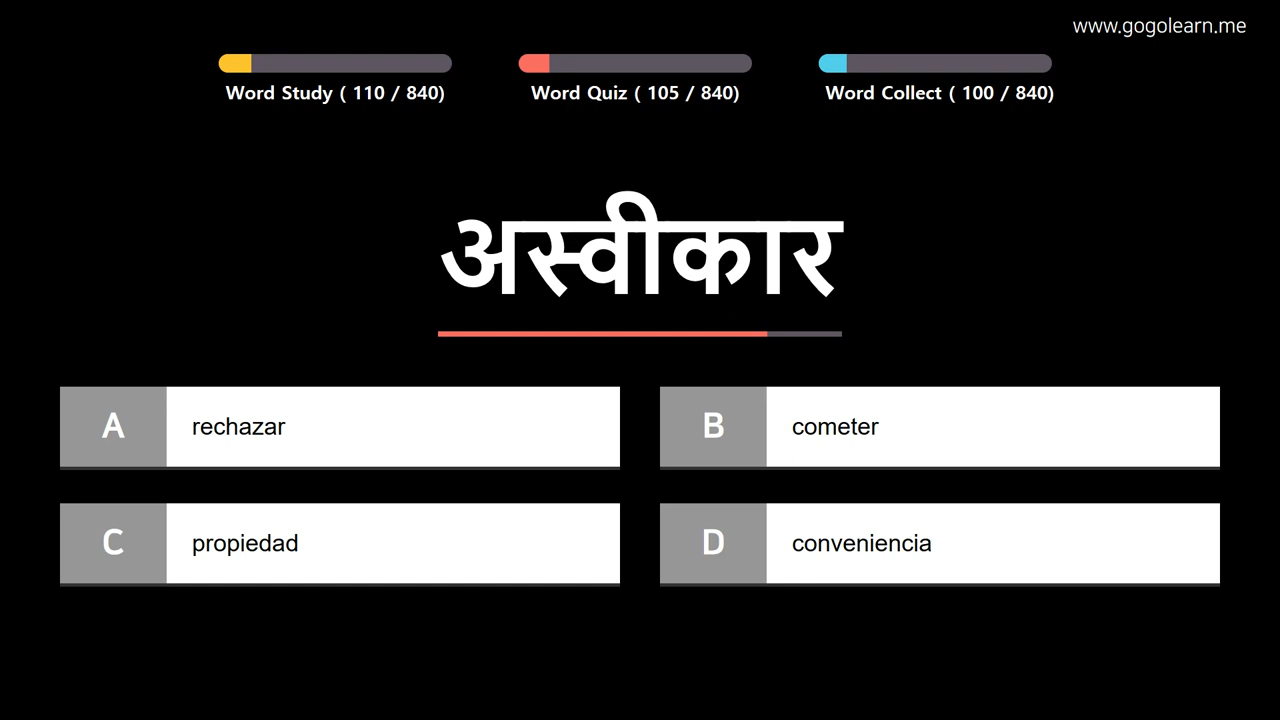 www.gogolearn.me
Word Study ( 110 / 840)
Word Quiz ( 105 / 840)
Word Collect ( 100 / 840)
अस्वीकार
A rechazar
B cometer
C propiedad
D conveniencia